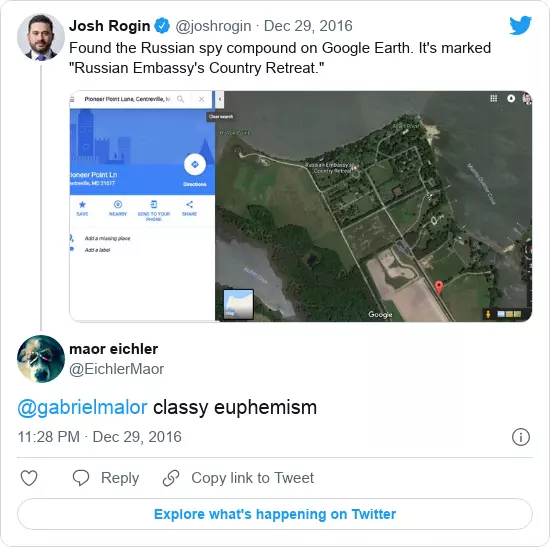 Josh Rogin @joshrogin · Dec 29, 2016
Found the Russian spy compound on Google Earth. It's marked
"Russian Embassy's Country Retreat."
Pioneer Point Lane, Centreville, M
Clear search
ioneer Point Ln
entreville, MD 21617
Directions
SAVE
NEARBY
SEND TO YOUR
PHONE
SHARE
Add a missing place
Add a label
Russian Embassy's
Country Retreat
Map
Google
maor eichler
@EichlerMaor
@gabrielmalor classy euphemism
11:28 PM · Dec 29, 2016
Reply
Copy link to Tweet
Explore what's happening on Twitter